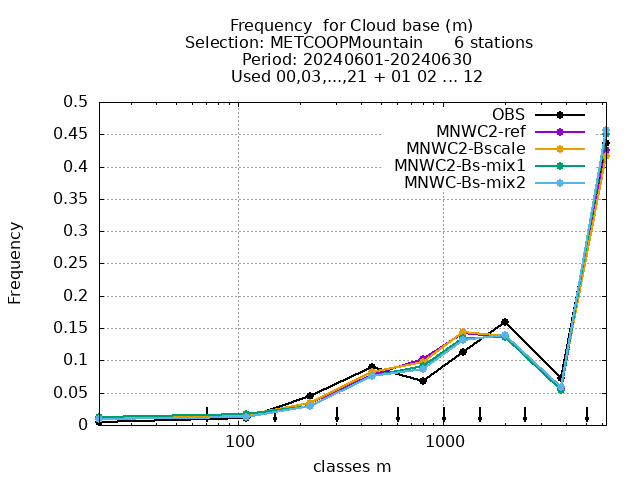 Frequency  for Cloud base (m)
Selection: METCOOPMountain      6 stations
Period: 20240601-20240630
Used 00,03,...,21 + 01 02 ... 12
OBS
MNWC2-ref
MNWC2-Bscale
MNWC2-Bs-mix1
MNWC-Bs-mix2
0.5
0.45
0.4
0.35
0.3
0.25
0.2
0.15
0.1
0.05
0
Frequency
100
1000
classes m